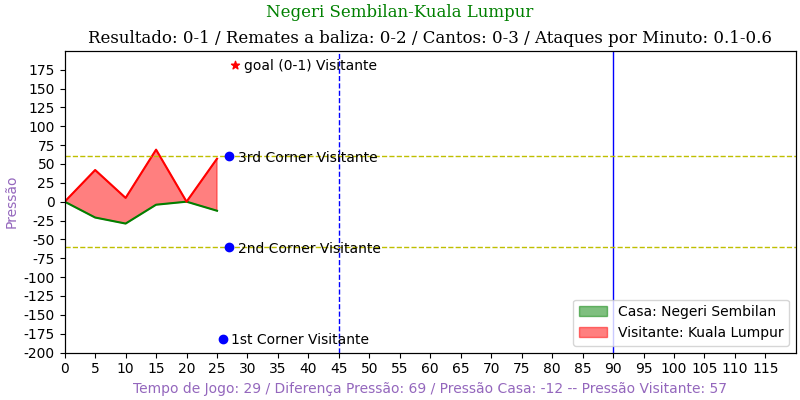 Negeri Sembilan-Kuala Lumpur
Resultado: 0-1 / Remates a baliza: 0-2 / Cantos: 0-3 / Ataques por Minuto: 0.1-0.6
Pressão
175
150
125
100
75
50
25
0
-25
-50
-75
-100
-125
-150
-175
-200
goal (0-1) Visitante
3rd Corner Visitante
2nd Corner Visitante
1st Corner Visitante
Casa: Negeri Sembilan
Visitante: Kuala Lumpur
0 5 10 15 20 25 30 35 40 45 50 55 60 65 70 75 80 85 90 95 100 105 110 115
Tempo de Jogo: 29 / Diferença Pressão: 69 / Pressão Casa: -12 -- Pressão Visitante: 57